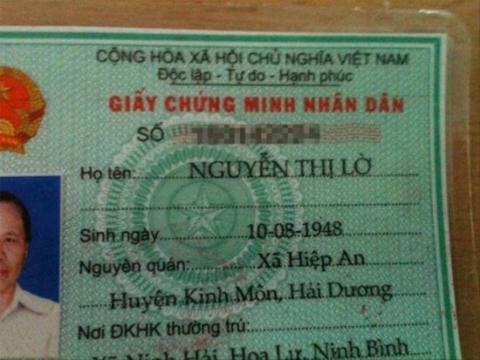 CỘNG HÒA XÃ HỘI CHỦ NGHĨA VIỆT NAM
Độc lập - Tự do - Hạnh phúc
GIẤY CHỨNG MINH NHÂN DÂN
SỐ
Họ tên: NGUYỄN THỊ LỜ
Sinh ngày 10-08-1948
Nguyên quán: Xã Hiệp An
Huyện Kinh Môn, Hải Dương
Nơi ĐKHK thường trú:
Xã Ninh Hải, Hoa Lư, Ninh Bình